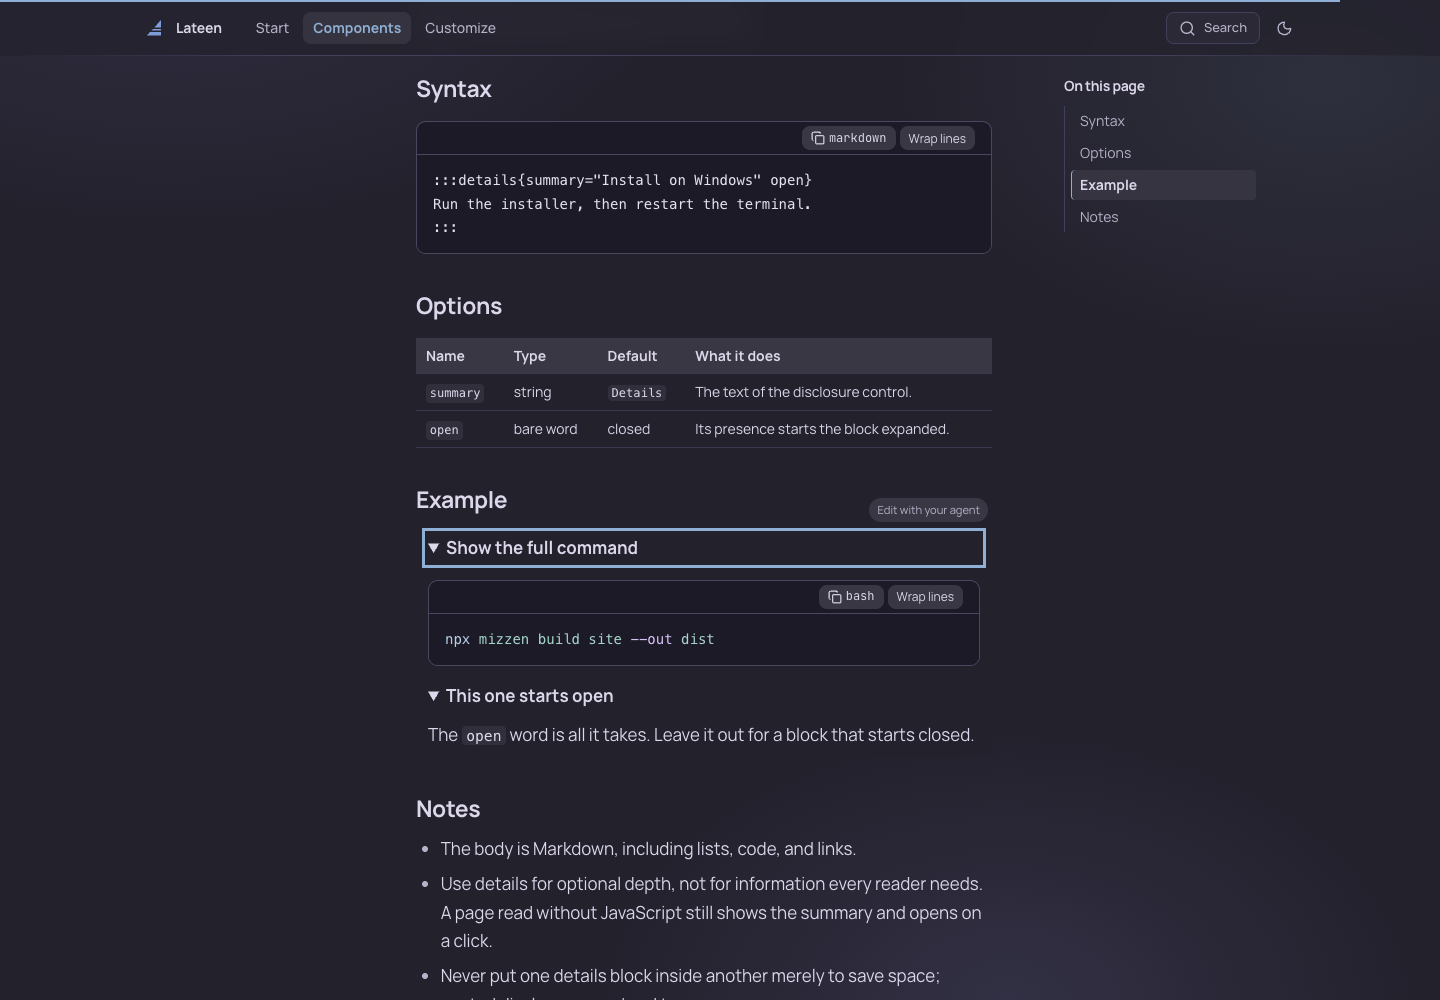 Lateen
Start
Components
Customize
Search
Syntax
markdown
Wrap lines
:::details{summary="Install on Windows" open}
Run the installer, then restart the terminal.
:::
Options
Name Type Default What it does
summary string Details The text of the disclosure control.
open bare word closed Its presence starts the block expanded.
Example
Edit with your agent
Show the full command
bash
Wrap lines
npx mizzen build site --out dist
This one starts open
The open word is all it takes. Leave it out for a block that starts closed.
Notes
The body is Markdown, including lists, code, and links.
Use details for optional depth, not for information every reader needs.
A page read without JavaScript still shows the summary and opens on
a click.
Never put one details block inside another merely to save space;
On this page
Syntax
Options
Example
Notes